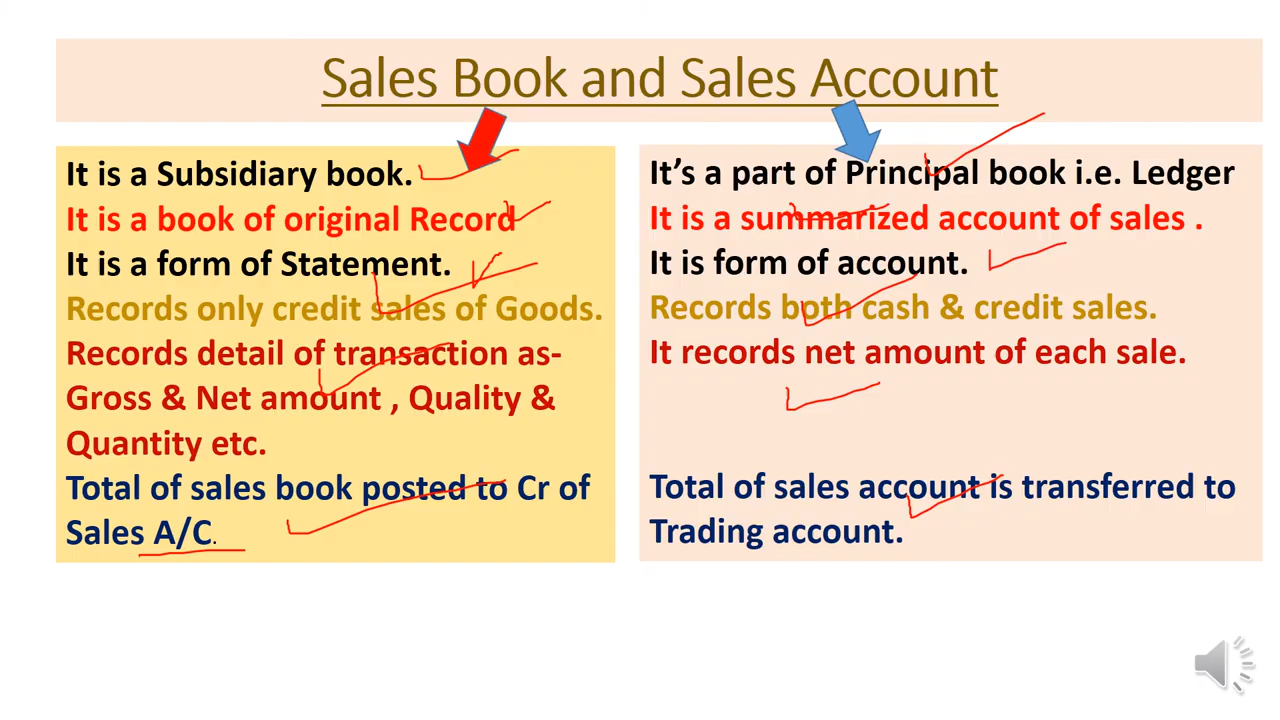 Sales Book and Sales Account
It is a Subsidiary book.
It is a book of original Record
It is a form of Statement.
Records only credit sales of Goods.
Records detail of transaction as-
Gross & Net amount , Quality &
Quantity etc.
Total of sales book posted to Cr of
Sales A/C.
It's a part of Principal book i.e. Ledger
It is a summarized account of sales .
It is form of account.
Records both cash & credit sales.
It records net amount of each sale.
Total of sales account is transferred to
Trading account.